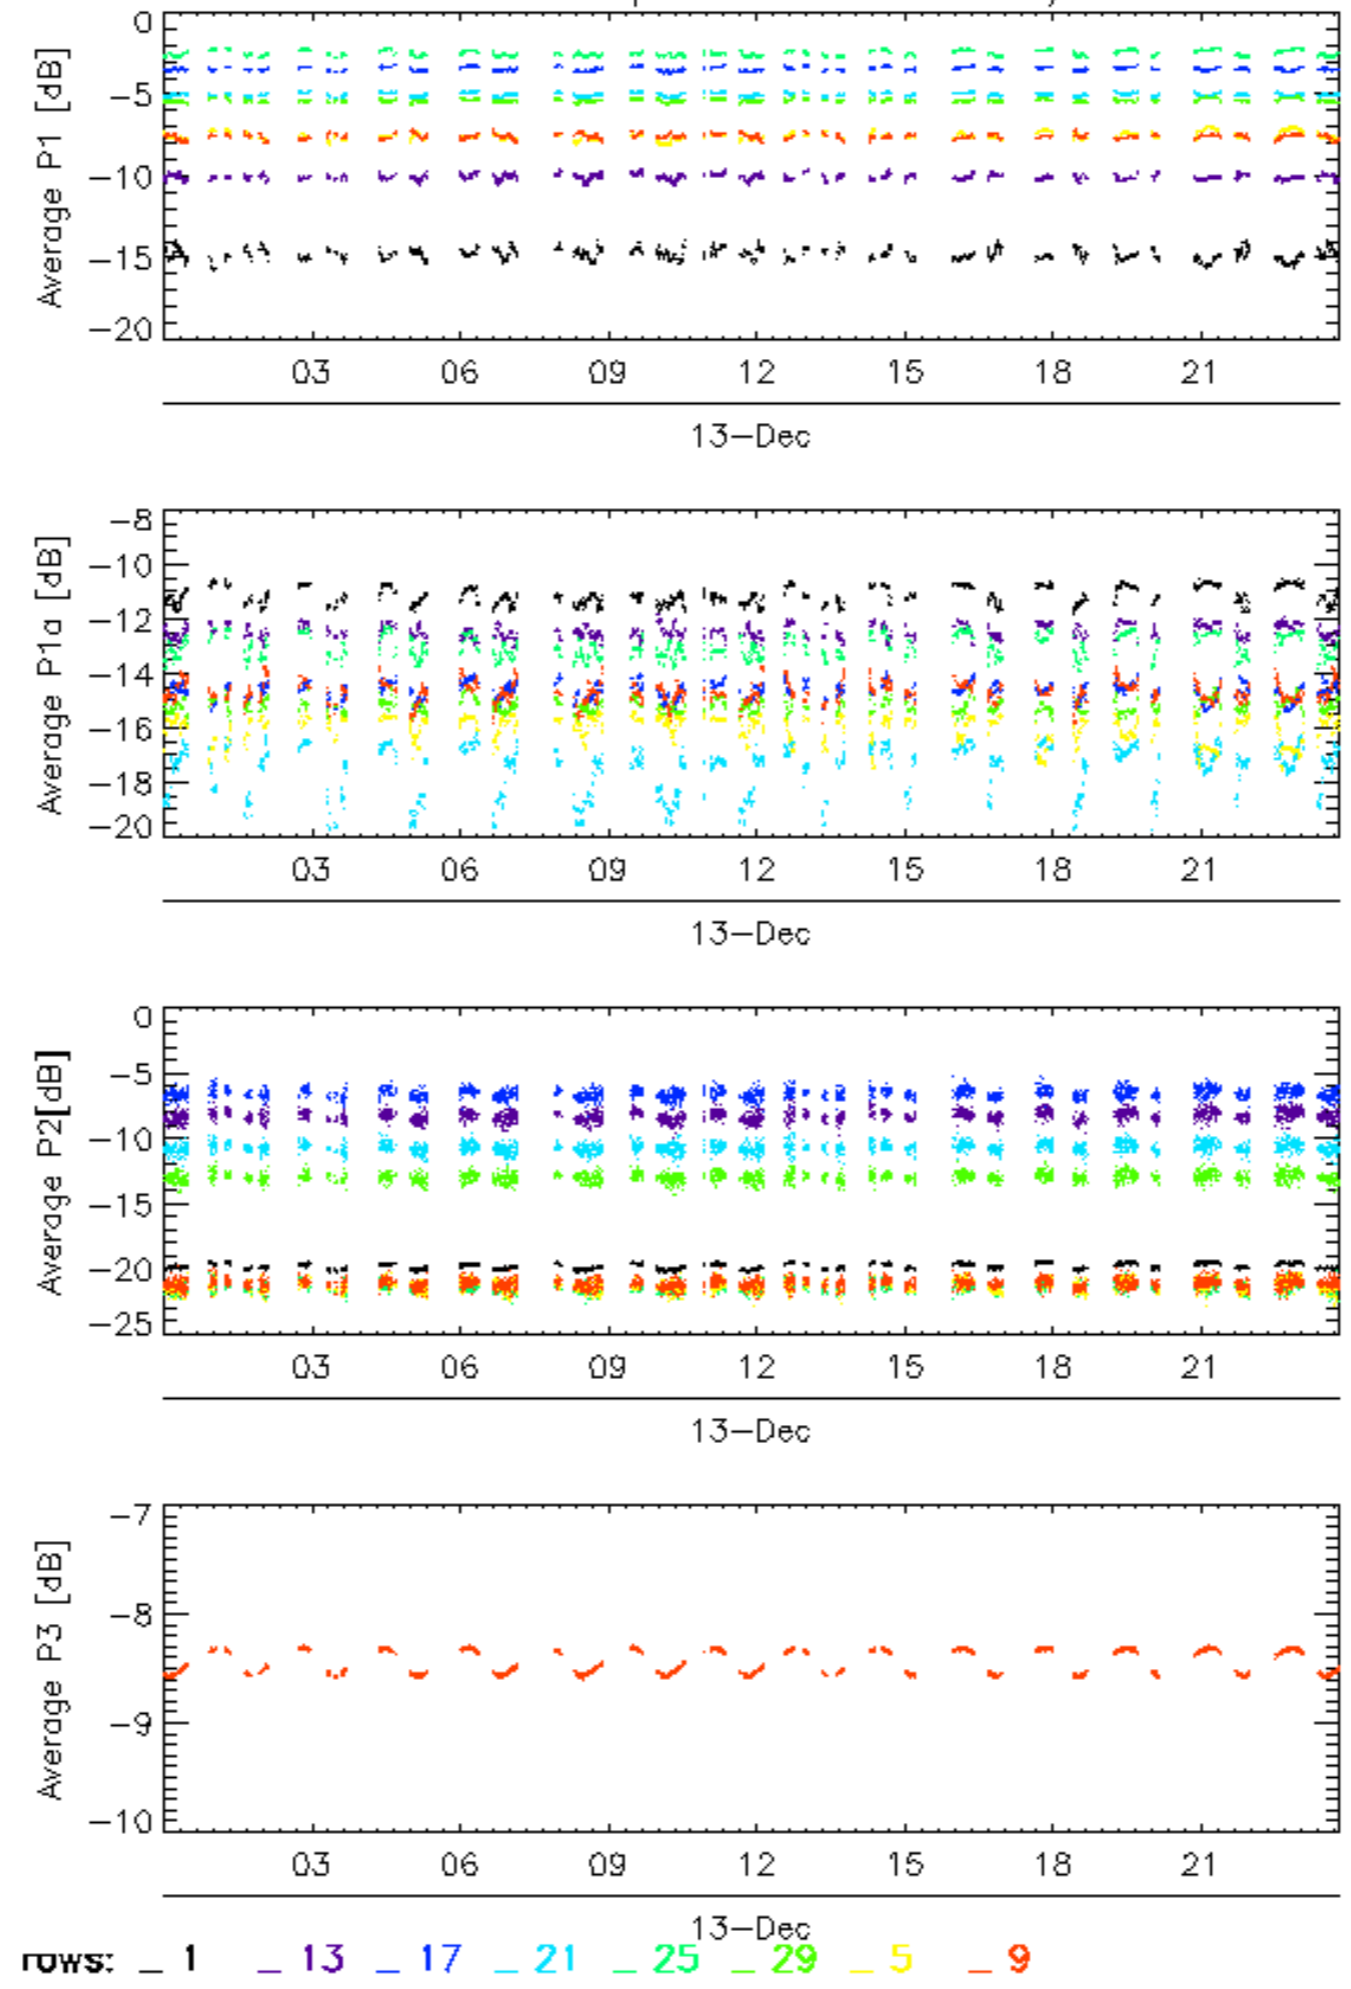 0
Average P1 [dB]
−5
−10
−15
−20
03 06 09 12 15 18 21
13−Dec
−8
Average P1a [dB]
−10
−12
−14
−16
−18
−20
03 06 09 12 15 18 21
13−Dec
0
Average P2[dB]
−5
−10
−15
−20
−25
03 06 09 12 15 18 21
13−Dec
−7
Average P3 [dB]
−8
−9
−10
03 06 09 12 15 18 21
13−Dec
rows: _ 1 _ 13 _ 17 _ 21 _ 25 _ 29 _ 5 _ 9